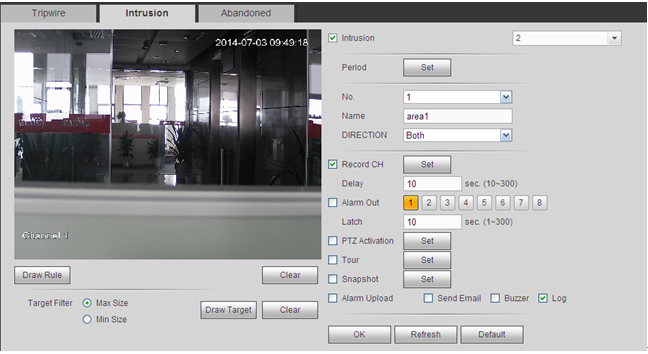 Tripwire Intrusion Abandoned
2014-07-03 09:49:18
Channel 1
Draw Rule Clear
Target Filter Max Size
Min Size
Draw Target Clear
Intrusion 2
Period Set
No. 1
Name area1
DIRECTION Both
Record CH Set
Delay 10 sec. (10~300)
Alarm Out 1 2 3 4 5 6 7 8
Latch 10 sec. (1~300)
PTZ Activation Set
Tour Set
Snapshot Set
Alarm Upload Send Email Buzzer Log
OK Refresh Default